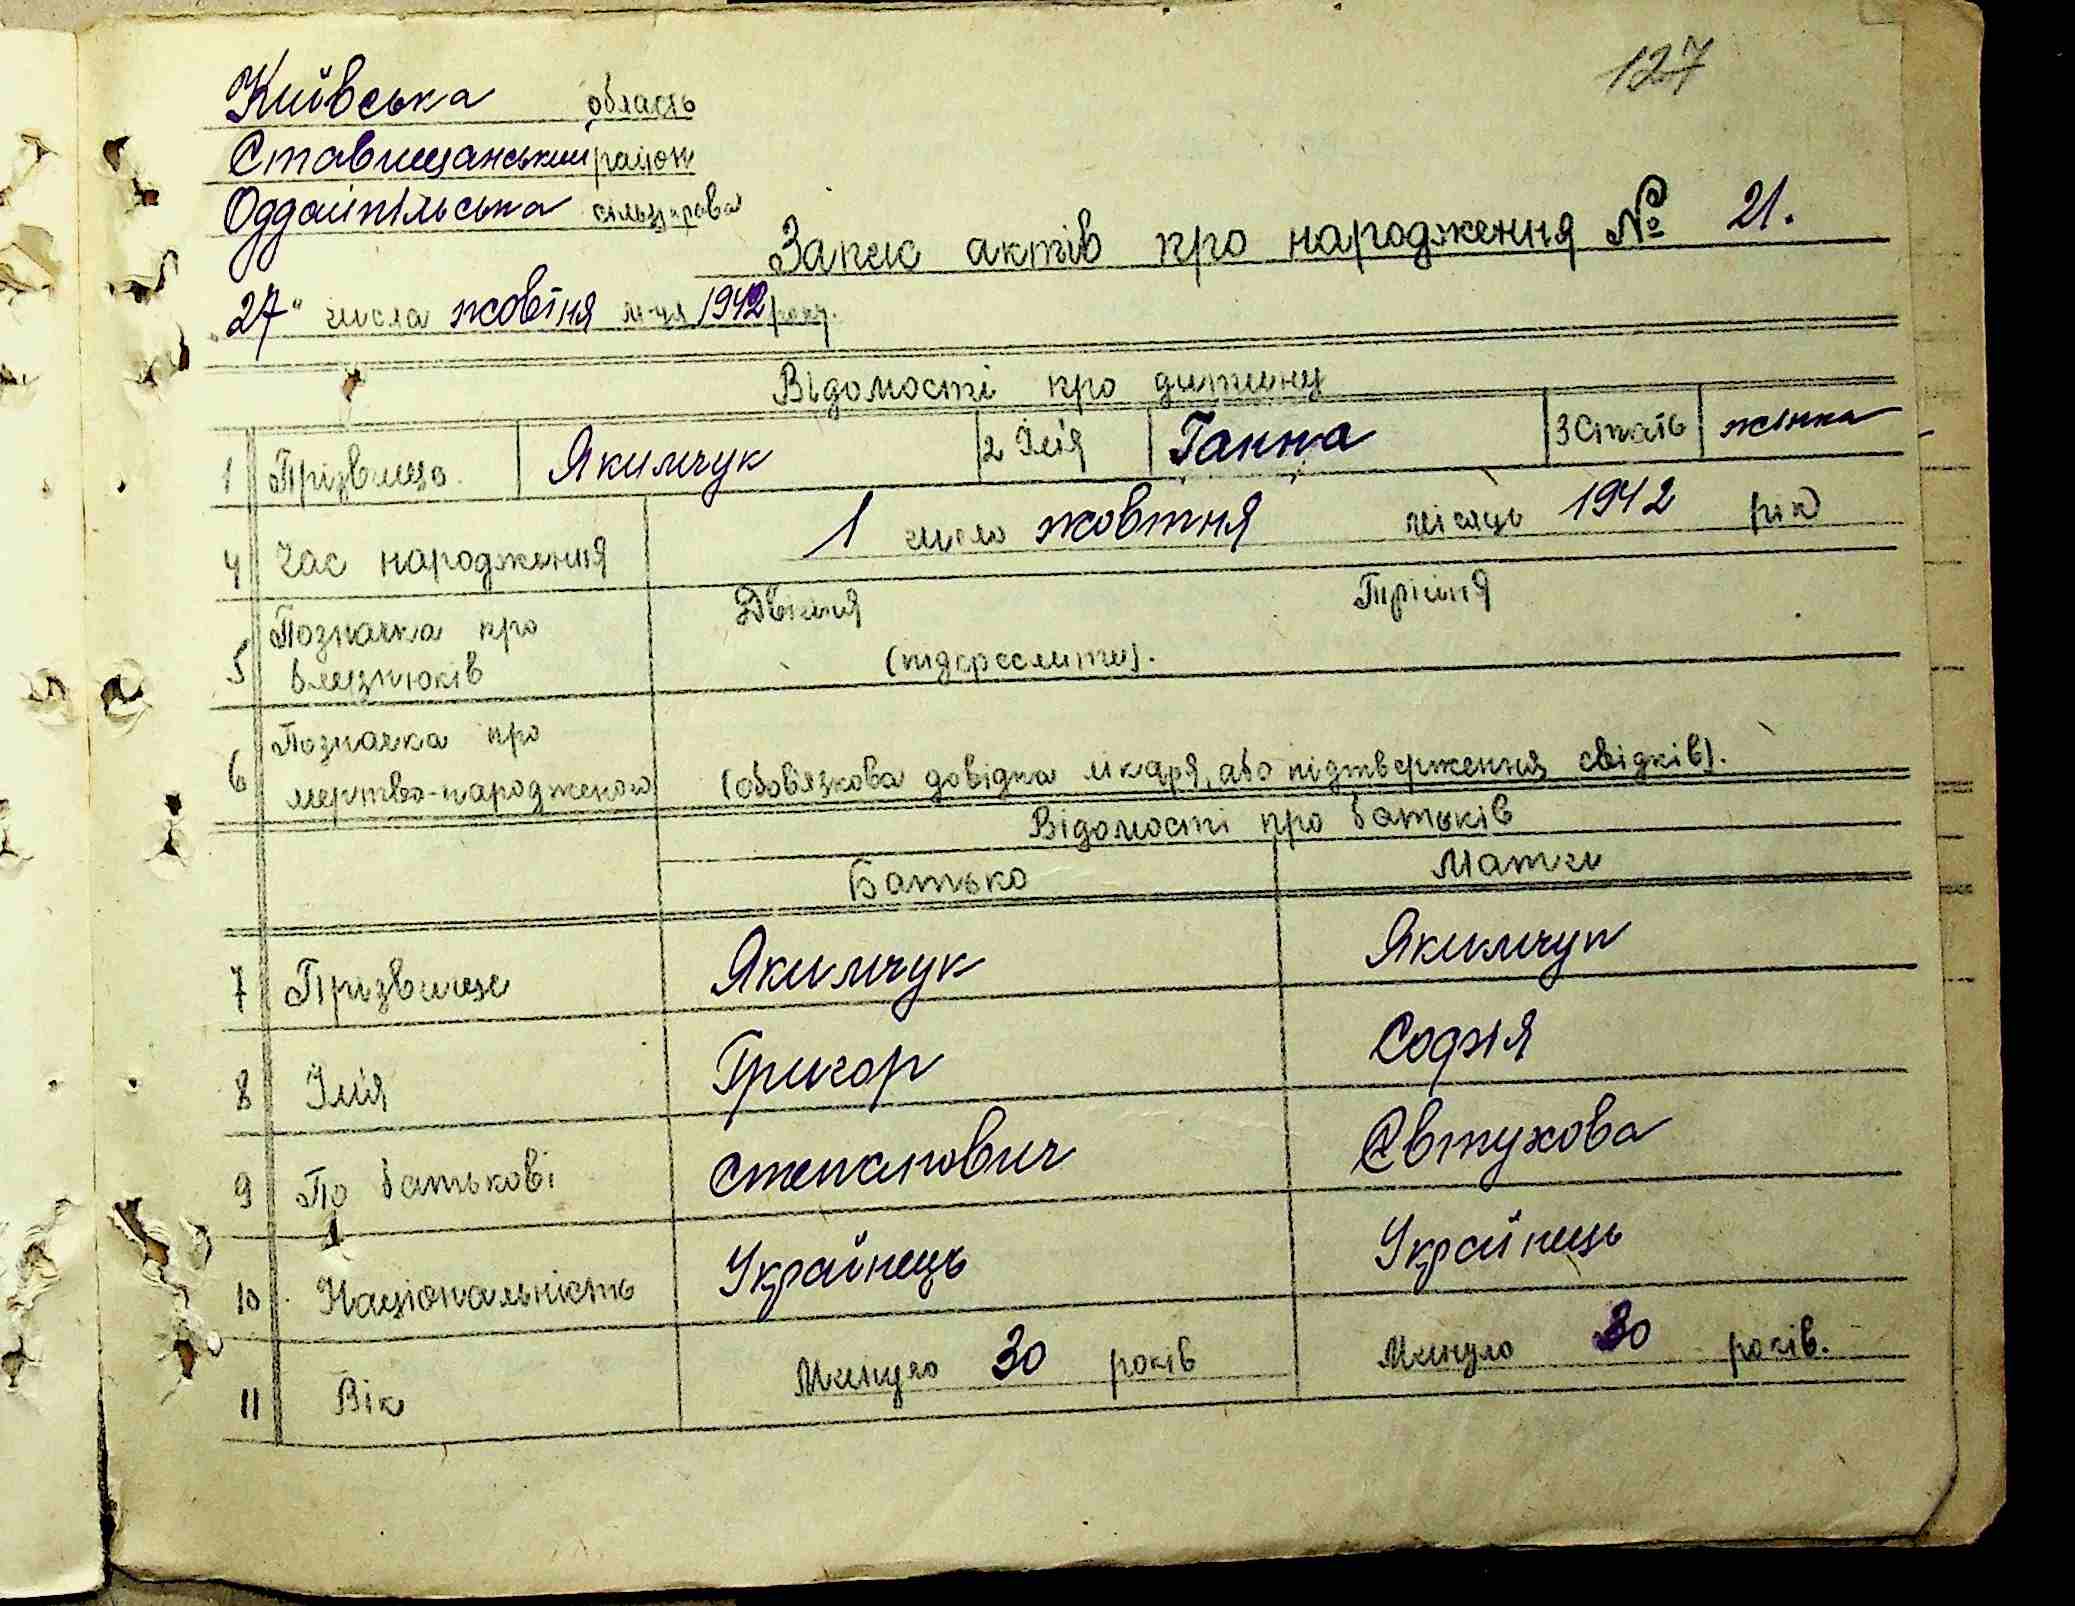 127
Київська область
Ставищанський район
Оддайпільська сільуправа
Запис актів про народження № 21.
„27" числа жовтня м-ця 1942 року.
Відомості про дитину
1 Прізвище Якимчук 2 Ім'я Ганна 3 Стать жінка
4 Час народження 1 число жовтня місяць 1942 рік
5 Позначка про близнюків Двійня Трійня
(підкреслити).
6 Позначка про мертво-народженого (обов'язкова довідка лікаря, або підтвердження свідків).
Відомості про батьків
Батько Мати
7 Прізвище Якимчук Якимчук
8 Ім'я Григор Софія
9 По батькові Степанович Євтухова
10 Національність Українець Українець
11 Вік Минуло 30 років Минуло 30 років.